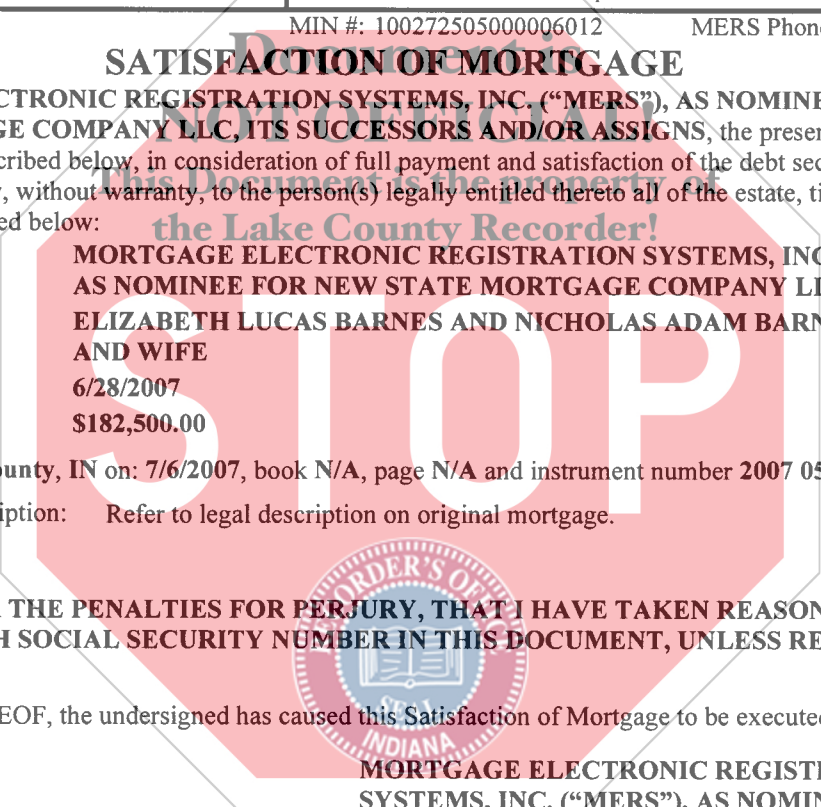 MIN #: 100272505000006012 MERS Phone
SATISFACTION OF MORTGAGE
CTRONIC REGISTRATION SYSTEMS, INC. (“MERS”), AS NOMINE
GE COMPANY LLC, ITS SUCCESSORS AND/OR ASSIGNS, the presen
cribed below, in consideration of full payment and satisfaction of the debt sec
, without warranty, to the person(s) legally entitled thereto all of the estate, ti
ed below:
Document is
NOT OFFICIAL!
This Document is the property of
the Lake County Recorder!
MORTGAGE ELECTRONIC REGISTRATION SYSTEMS, INC
AS NOMINEE FOR NEW STATE MORTGAGE COMPANY LL
ELIZABETH LUCAS BARNES AND NICHOLAS ADAM BARN
AND WIFE
6/28/2007
$182,500.00
STOP
ounty, IN on: 7/6/2007, book N/A, page N/A and instrument number 2007 05
iption: Refer to legal description on original mortgage.
THE PENALTIES FOR PERJURY, THAT I HAVE TAKEN REASON
H SOCIAL SECURITY NUMBER IN THIS DOCUMENT, UNLESS RE
RECORDER'S OFFICE
SEAL
INDIANA
EOF, the undersigned has caused this Satisfaction of Mortgage to be executed
MORTGAGE ELECTRONIC REGISTR
SYSTEMS, INC. (“MERS”), AS NOMIN